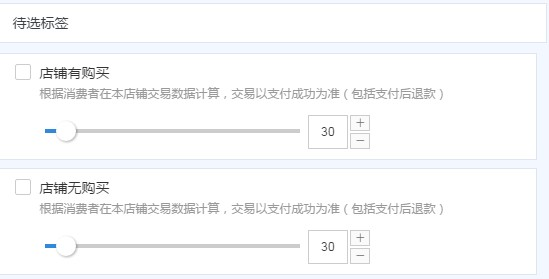 待选标签
店铺有购买
根据消费者在本店铺交易数据计算，交易以支付成功为准（包括支付后退款）
30
店铺无购买
根据消费者在本店铺交易数据计算，交易以支付成功为准（包括支付后退款）
30